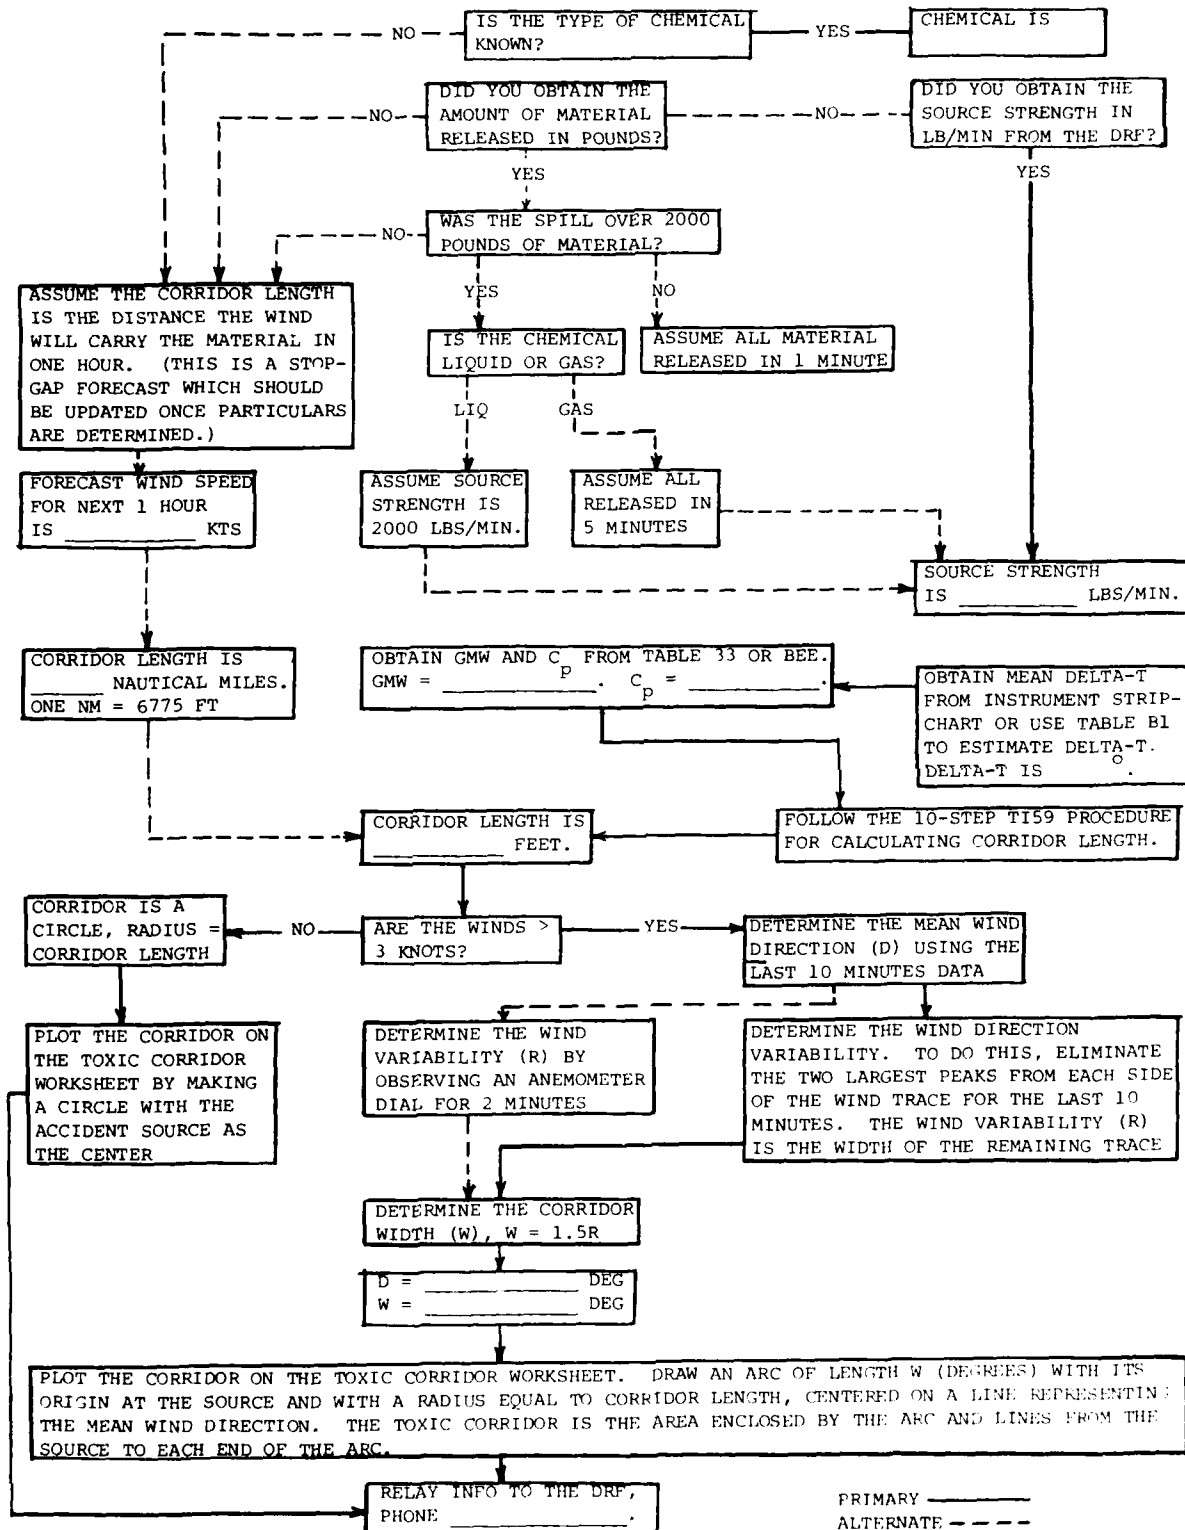 IS THE TYPE OF CHEMICAL
KNOWN?
NO
YES
CHEMICAL IS
DID YOU OBTAIN THE
AMOUNT OF MATERIAL
RELEASED IN POUNDS?
NO
NO
DID YOU OBTAIN THE
SOURCE STRENGTH IN
LB/MIN FROM THE DRF?
YES
YES
WAS THE SPILL OVER 2000
POUNDS OF MATERIAL?
NO
YES
NO
ASSUME THE CORRIDOR LENGTH
IS THE DISTANCE THE WIND
WILL CARRY THE MATERIAL IN
ONE HOUR. (THIS IS A STOP-
GAP FORECAST WHICH SHOULD
BE UPDATED ONCE PARTICULARS
ARE DETERMINED.)
IS THE CHEMICAL
LIQUID OR GAS?
ASSUME ALL MATERIAL
RELEASED IN 1 MINUTE
LIQ
GAS
FORECAST WIND SPEED
FOR NEXT 1 HOUR
IS ____________ KTS
ASSUME SOURCE
STRENGTH IS
2000 LBS/MIN.
ASSUME ALL
RELEASED IN
5 MINUTES
SOURCE STRENGTH
IS ___________ LBS/MIN.
CORRIDOR LENGTH IS
_______ NAUTICAL MILES.
ONE NM = 6775 FT
OBTAIN GMW AND Cp FROM TABLE 33 OR BEE.
GMW = ______________. Cp = ____________.
OBTAIN MEAN DELTA-T
FROM INSTRUMENT STRIP-
CHART OR USE TABLE B1
TO ESTIMATE DELTA-T.
DELTA-T IS °.
CORRIDOR LENGTH IS
____________ FEET.
FOLLOW THE 10-STEP TI59 PROCEDURE
FOR CALCULATING CORRIDOR LENGTH.
CORRIDOR IS A
CIRCLE, RADIUS =
CORRIDOR LENGTH
NO
ARE THE WINDS >
3 KNOTS?
YES
DETERMINE THE MEAN WIND
DIRECTION (D) USING THE
LAST 10 MINUTES DATA
PLOT THE CORRIDOR ON
THE TOXIC CORRIDOR
WORKSHEET BY MAKING
A CIRCLE WITH THE
ACCIDENT SOURCE AS
THE CENTER
DETERMINE THE WIND
VARIABILITY (R) BY
OBSERVING AN ANEMOMETER
DIAL FOR 2 MINUTES
DETERMINE THE WIND DIRECTION
VARIABILITY. TO DO THIS, ELIMINATE
THE TWO LARGEST PEAKS FROM EACH SIDE
OF THE WIND TRACE FOR THE LAST 10
MINUTES. THE WIND VARIABILITY (R)
IS THE WIDTH OF THE REMAINING TRACE
DETERMINE THE CORRIDOR
WIDTH (W), W = 1.5R
D = ______________ DEG
W = ______________ DEG
PLOT THE CORRIDOR ON THE TOXIC CORRIDOR WORKSHEET. DRAW AN ARC OF LENGTH W (DEGREES) WITH ITS
ORIGIN AT THE SOURCE AND WITH A RADIUS EQUAL TO CORRIDOR LENGTH, CENTERED ON A LINE REPRESENTING
THE MEAN WIND DIRECTION. THE TOXIC CORRIDOR IS THE AREA ENCLOSED BY THE ARC AND LINES FROM THE
SOURCE TO EACH END OF THE ARC.
RELAY INFO TO THE DRF,
PHONE ________________.
PRIMARY
ALTERNATE